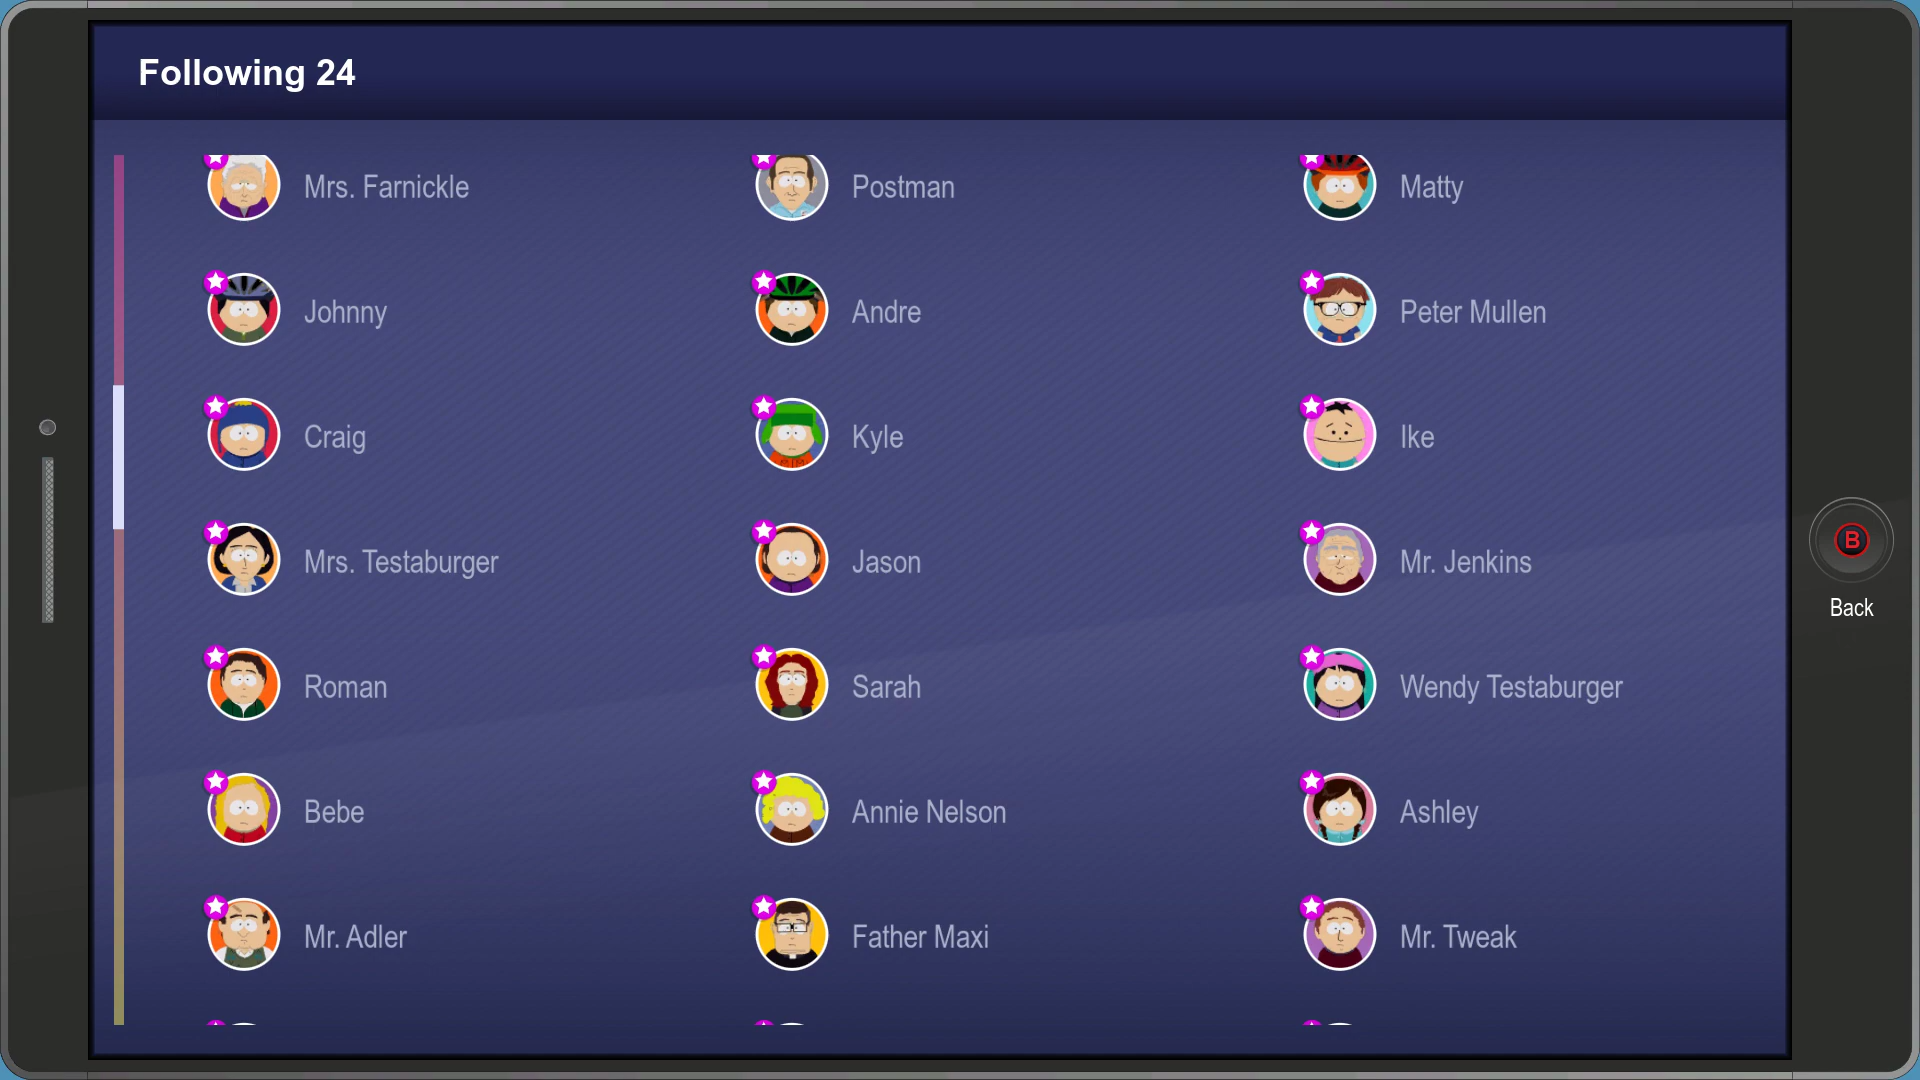 Following 24
Mrs. Farnickle
Postman
Matty
Johnny
Andre
Peter Mullen
Craig
Kyle
Ike
Mrs. Testaburger
Jason
Mr. Jenkins
Roman
Sarah
Wendy Testaburger
Bebe
Annie Nelson
Ashley
Mr. Adler
Father Maxi
Mr. Tweak
B
Back